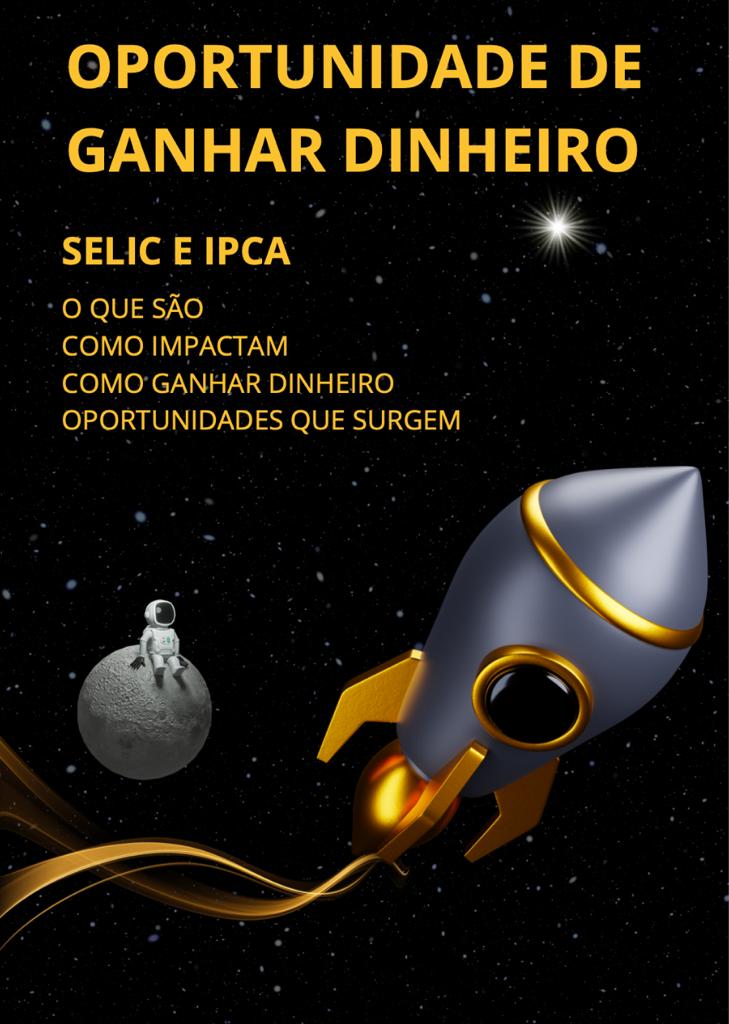 OPORTUNIDADE DE
GANHAR DINHEIRO
SELIC E IPCA
O QUE SÃO
COMO IMPACTAM
COMO GANHAR DINHEIRO
OPORTUNIDADES QUE SURGEM